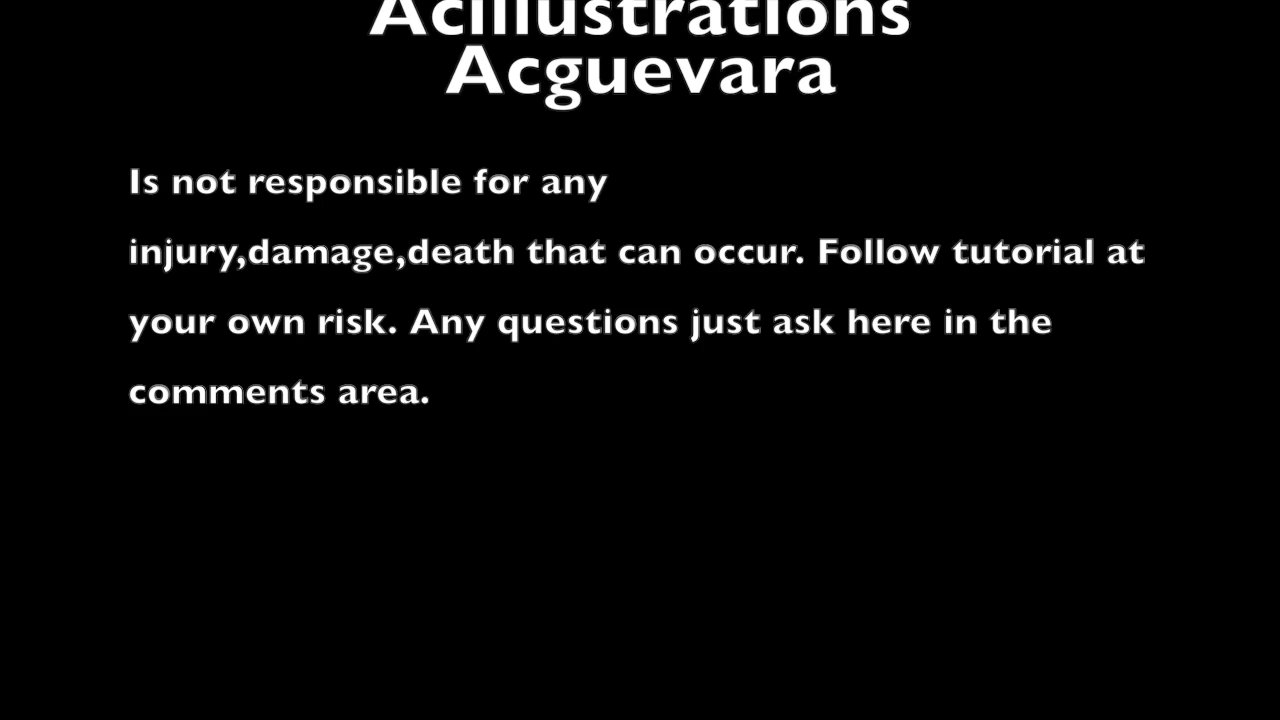 Acillustrations
Acguevara
Is not responsible for any
injury,damage,death that can occur. Follow tutorial at
your own risk. Any questions just ask here in the
comments area.